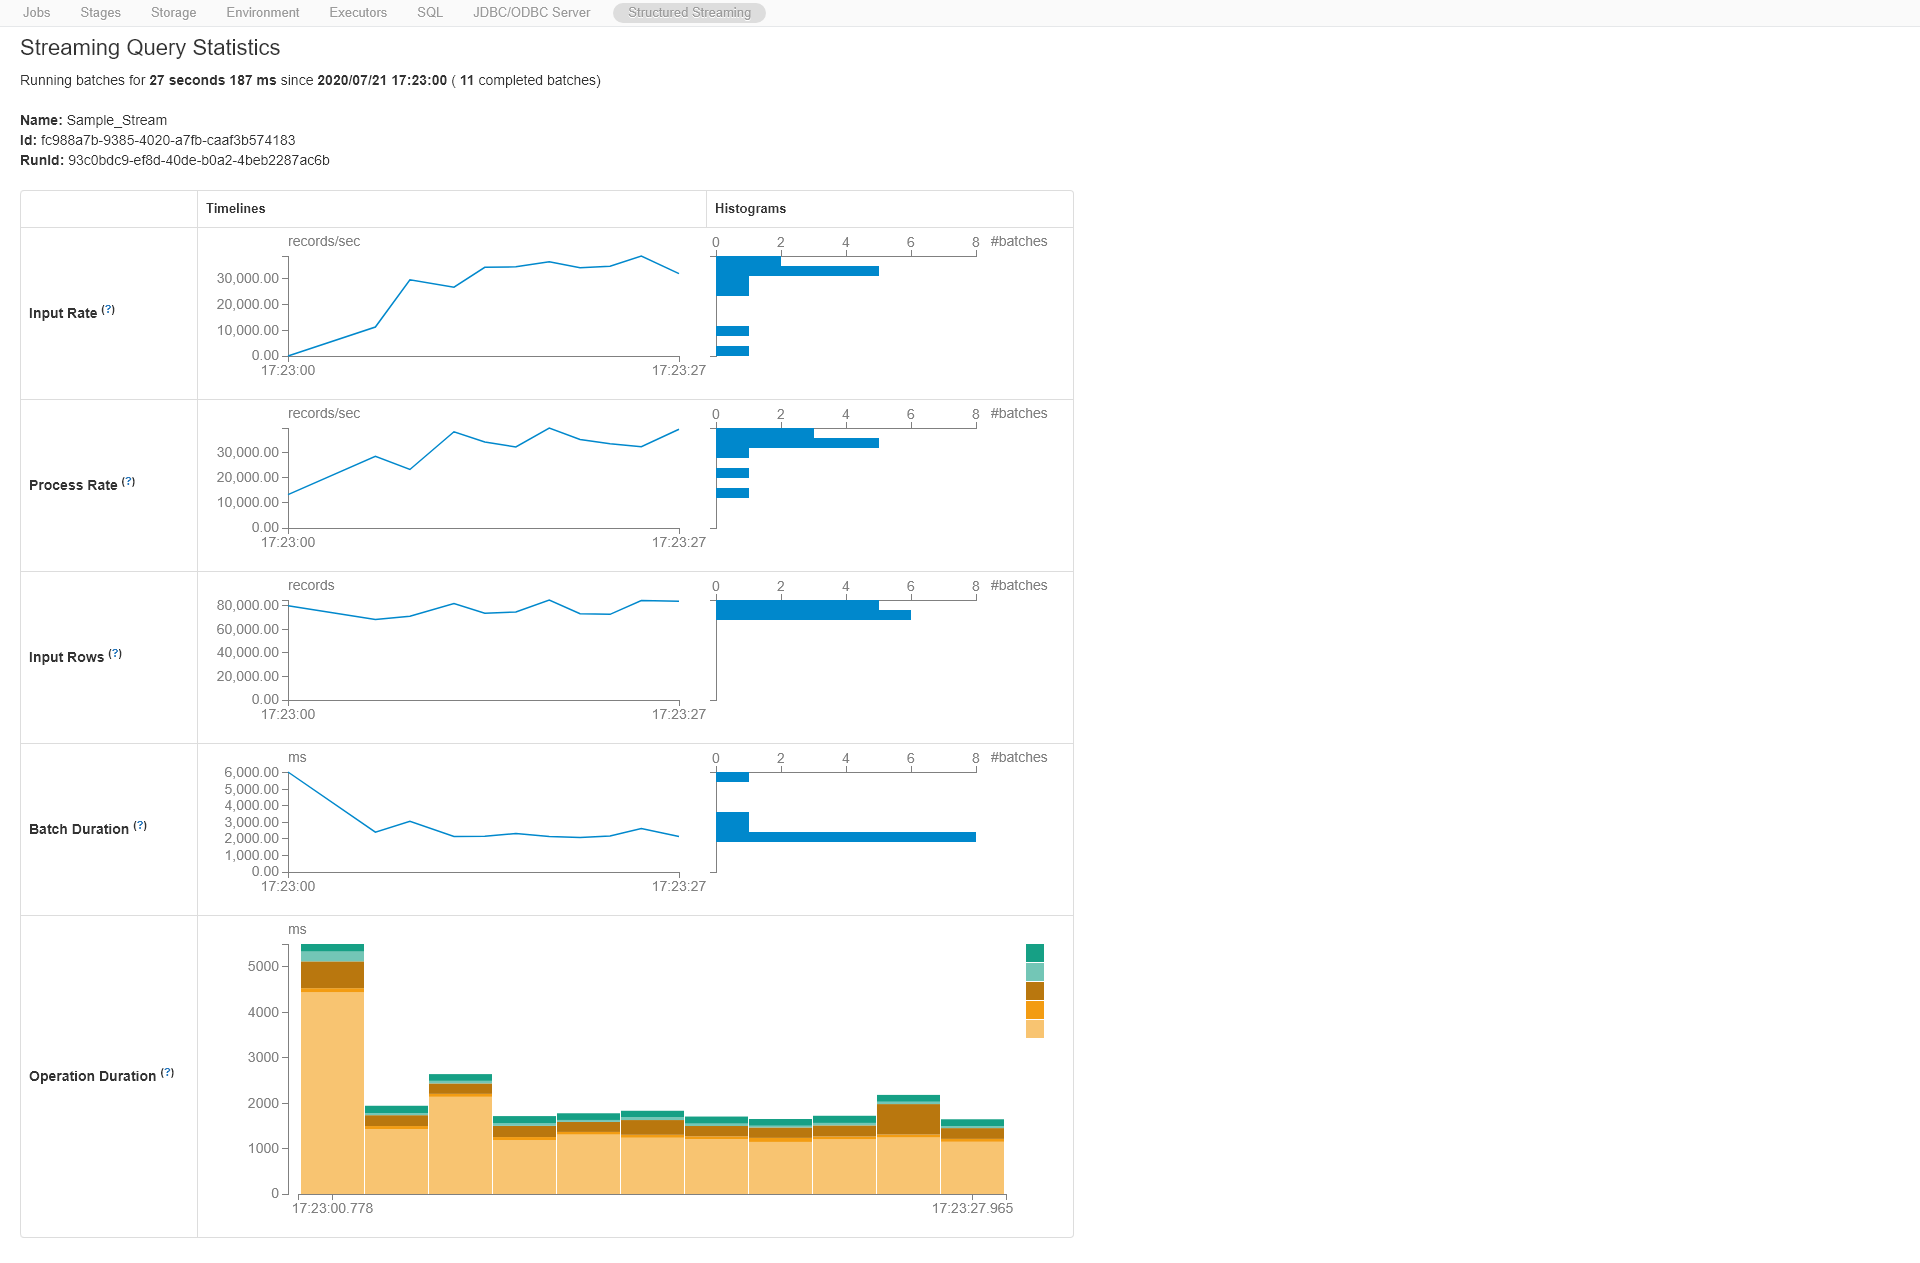 Jobs Stages Storage Environment Executors SQL JDBC/ODBC Server Structured Streaming
Streaming Query Statistics
Running batches for 27 seconds 187 ms since 2020/07/21 17:23:00 ( 11 completed batches)
Name: Sample_Stream
Id: fc988a7b-9385-4020-a7fb-caaf3b574183
RunId: 93c0bdc9-ef8d-40de-b0a2-4beb2287ac6b
Timelines Histograms
Input Rate (?)
records/sec
30,000.00
20,000.00
10,000.00
0.00
17:23:00 17:23:27
0 2 4 6 8 #batches
Process Rate (?)
records/sec
30,000.00
20,000.00
10,000.00
0.00
17:23:00 17:23:27
0 2 4 6 8 #batches
Input Rows (?)
records
80,000.00
60,000.00
40,000.00
20,000.00
0.00
17:23:00 17:23:27
0 2 4 6 8 #batches
Batch Duration (?)
ms
6,000.00
5,000.00
4,000.00
3,000.00
2,000.00
1,000.00
0.00
17:23:00 17:23:27
0 2 4 6 8 #batches
Operation Duration (?)
ms
5000
4000
3000
2000
1000
0
17:23:00.778 17:23:27.965